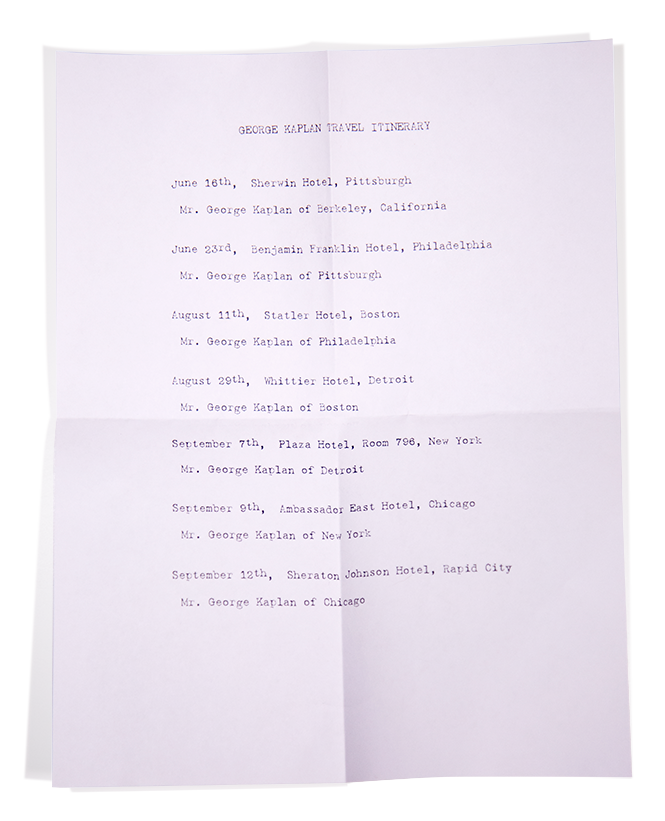 GEORGE KAPLAN TRAVEL ITINERARY
June 16th, Sherwin Hotel, Pittsburgh
Mr. George Kaplan of Berkeley, California
June 23rd, Benjamin Franklin Hotel, Philadelphia
Mr. George Kaplan of Pittsburgh
August 11th, Statler Hotel, Boston
Mr. George Kaplan of Philadelphia
August 29th, Whittier Hotel, Detroit
Mr. George Kaplan of Boston
September 7th, Plaza Hotel, Room 796, New York
Mr. George Kaplan of Detroit
September 9th, Ambassador East Hotel, Chicago
Mr. George Kaplan of New York
September 12th, Sheraton Johnson Hotel, Rapid City
Mr. George Kaplan of Chicago